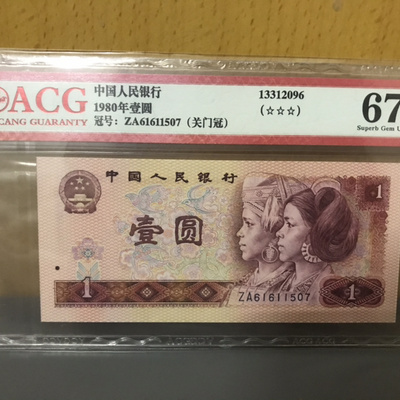 ACG
CANG GUARANTY
中国人民银行
1980年壹圆
冠号: ZA61611507 (关门冠)
13312096
(☆☆☆)
67
Superb Gem U
中国人民银行
1
壹圆
1
1
ZA61611507